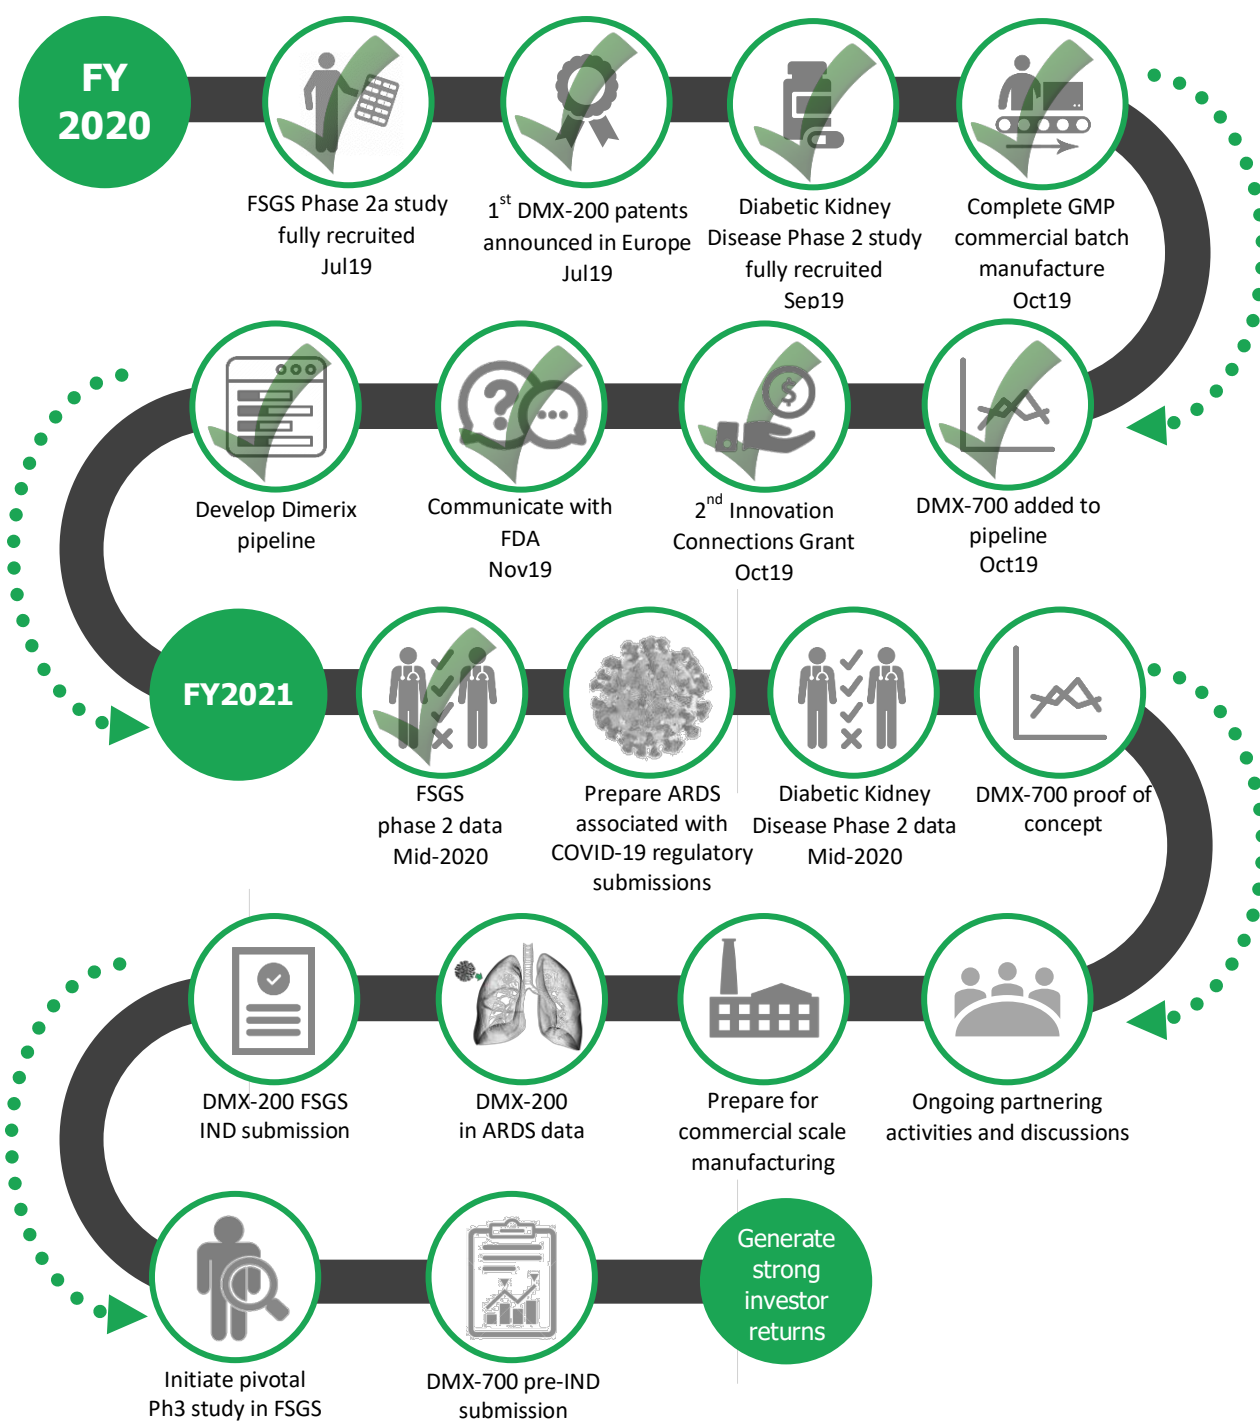 FY
2020
FSGS Phase 2a study
fully recruited
Jul19
1st DMX-200 patents
announced in Europe
Jul19
Diabetic Kidney
Disease Phase 2 study
fully recruited
Sep19
Complete GMP
commercial batch
manufacture
Oct19
DMX-700 added to
pipeline
Oct19
2nd Innovation
Connections Grant
Oct19
Communicate with
FDA
Nov19
Develop Dimerix
pipeline
FY2021
FSGS
phase 2 data
Mid-2020
Prepare ARDS
associated with
COVID-19 regulatory
submissions
Diabetic Kidney
Disease Phase 2 data
Mid-2020
DMX-700 proof of
concept
Ongoing partnering
activities and discussions
Prepare for
commercial scale
manufacturing
DMX-200
in ARDS data
DMX-200 FSGS
IND submission
Initiate pivotal
Ph3 study in FSGS
DMX-700 pre-IND
submission
Generate
strong
investor
returns